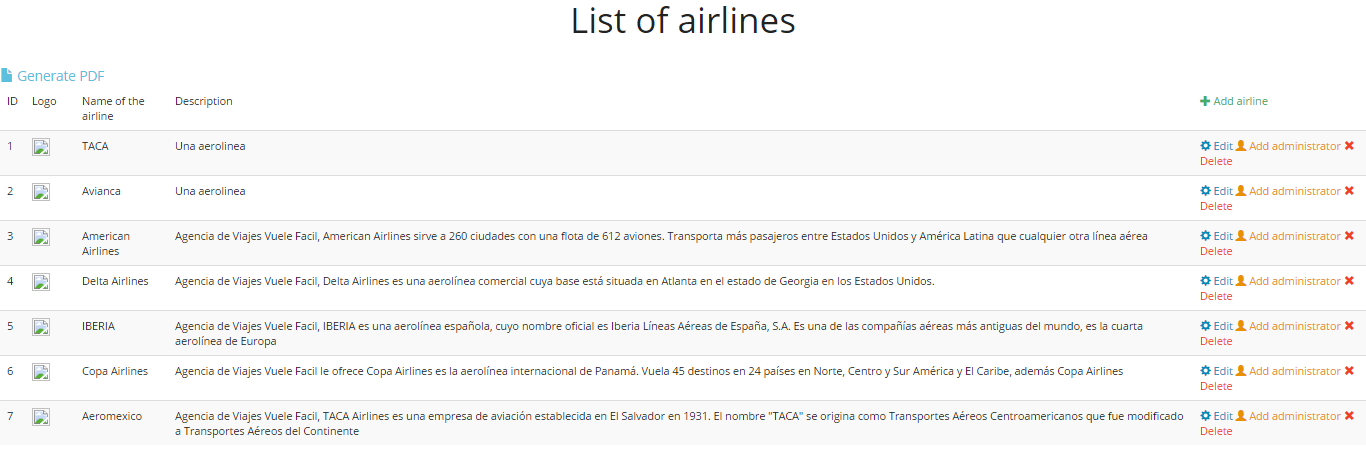 List of airlines
Generate PDF
ID Logo Name of the airline Description Add airline
1 TACA Una aerolinea Edit Add administrator
Delete
2 Avianca Una aerolinea Edit Add administrator
Delete
3 American Airlines Agencia de Viajes Vuele Facil, American Airlines sirve a 260 ciudades con una flota de 612 aviones. Transporta más pasajeros entre Estados Unidos y América Latina que cualquier otra línea aérea Edit Add administrator
Delete
4 Delta Airlines Agencia de Viajes Vuele Facil, Delta Airlines es una aerolínea comercial cuya base está situada en Atlanta en el estado de Georgia en los Estados Unidos. Edit Add administrator
Delete
5 IBERIA Agencia de Viajes Vuele Facil, IBERIA es una aerolínea española, cuyo nombre oficial es Iberia Líneas Aéreas de España, S.A. Es una de las compañías aéreas más antiguas del mundo, es la cuarta Edit Add administrator
aerolínea de Europa Delete
6 Copa Airlines Agencia de Viajes Vuele Facil le ofrece Copa Airlines es la aerolínea internacional de Panamá. Vuela 45 destinos en 24 países en Norte, Centro y Sur América y El Caribe, además Copa Airlines Edit Add administrator
Delete
7 Aeromexico Agencia de Viajes Vuele Facil, TACA Airlines es una empresa de aviación establecida en El Salvador en 1931. El nombre "TACA" se origina como Transportes Aéreos Centroamericanos que fue modificado Edit Add administrator
a Transportes Aéreos del Continente Delete